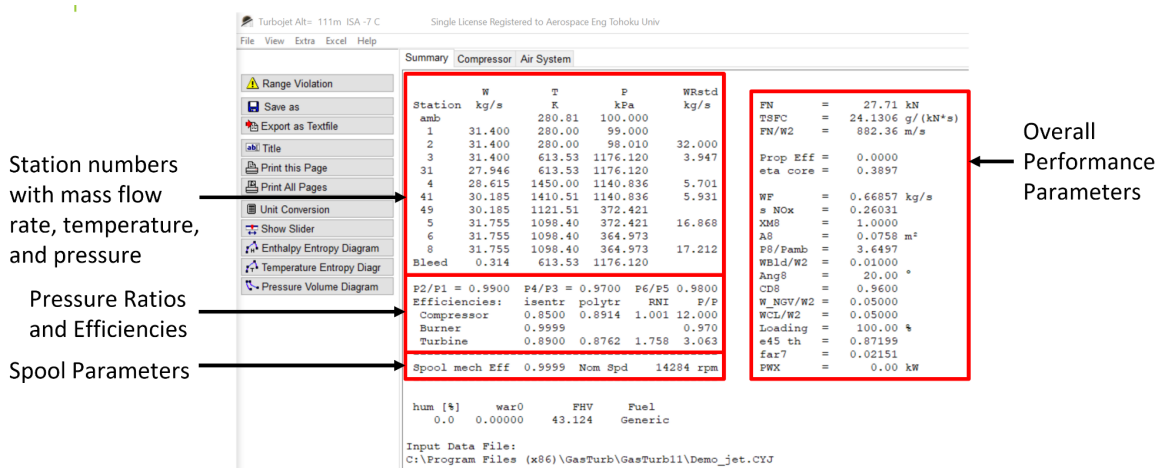 Turbojet Alt= 111m ISA -7 C Single License Registered to Aerospace Eng Tohoku Univ
File View Extra Excel Help
Summary Compressor Air System
Range Violation
Save as
Export as Textfile
Title
Print this Page
Print All Pages
Unit Conversion
Show Slider
Enthalpy Entropy Diagram
Temperature Entropy Diagr
Pressure Volume Diagram
Station numbers
with mass flow
rate, temperature,
and pressure
Pressure Ratios
and Efficiencies
Spool Parameters
W T P WRstd
Station kg/s K kPa kg/s
amb 280.81 100.000
1 31.400 280.00 99.000
2 31.400 280.00 98.010 32.000
3 31.400 613.53 1176.120 3.947
31 27.946 613.53 1176.120
4 28.615 1450.00 1140.836 5.701
41 30.185 1410.51 1140.836 5.931
49 30.185 1121.51 372.421
5 31.755 1098.40 372.421 16.868
6 31.755 1098.40 364.973
8 31.755 1098.40 364.973 17.212
Bleed 0.314 613.53 1176.120
P2/P1 = 0.9900 P4/P3 = 0.9700 P6/P5 0.9800
Efficiencies: isentr polytr RNI P/P
Compressor 0.8500 0.8914 1.001 12.000
Burner 0.9999 0.970
Turbine 0.8900 0.8762 1.758 3.063
Spool mech Eff 0.9999 Nom Spd 14284 rpm
hum [%] war0 FHV Fuel
0.0 0.00000 43.124 Generic
Input Data File:
C:\Program Files (x86)\GasTurb\GasTurb11\Demo_jet.CYJ
FN = 27.71 kN
TSFC = 24.1306 g/(kN*s)
FN/W2 = 882.36 m/s
Prop Eff = 0.0000
eta core = 0.3897
WF = 0.66857 kg/s
s NOx = 0.26031
XM8 = 1.0000
A8 = 0.0758 m²
P8/Pamb = 3.6497
WBld/W2 = 0.01000
Ang8 = 20.00 °
CD8 = 0.9600
W_NGV/W2 = 0.05000
WCL/W2 = 0.05000
Loading = 100.00 %
e45 th = 0.87199
far7 = 0.02151
PWX = 0.00 kW
Overall
Performance
Parameters